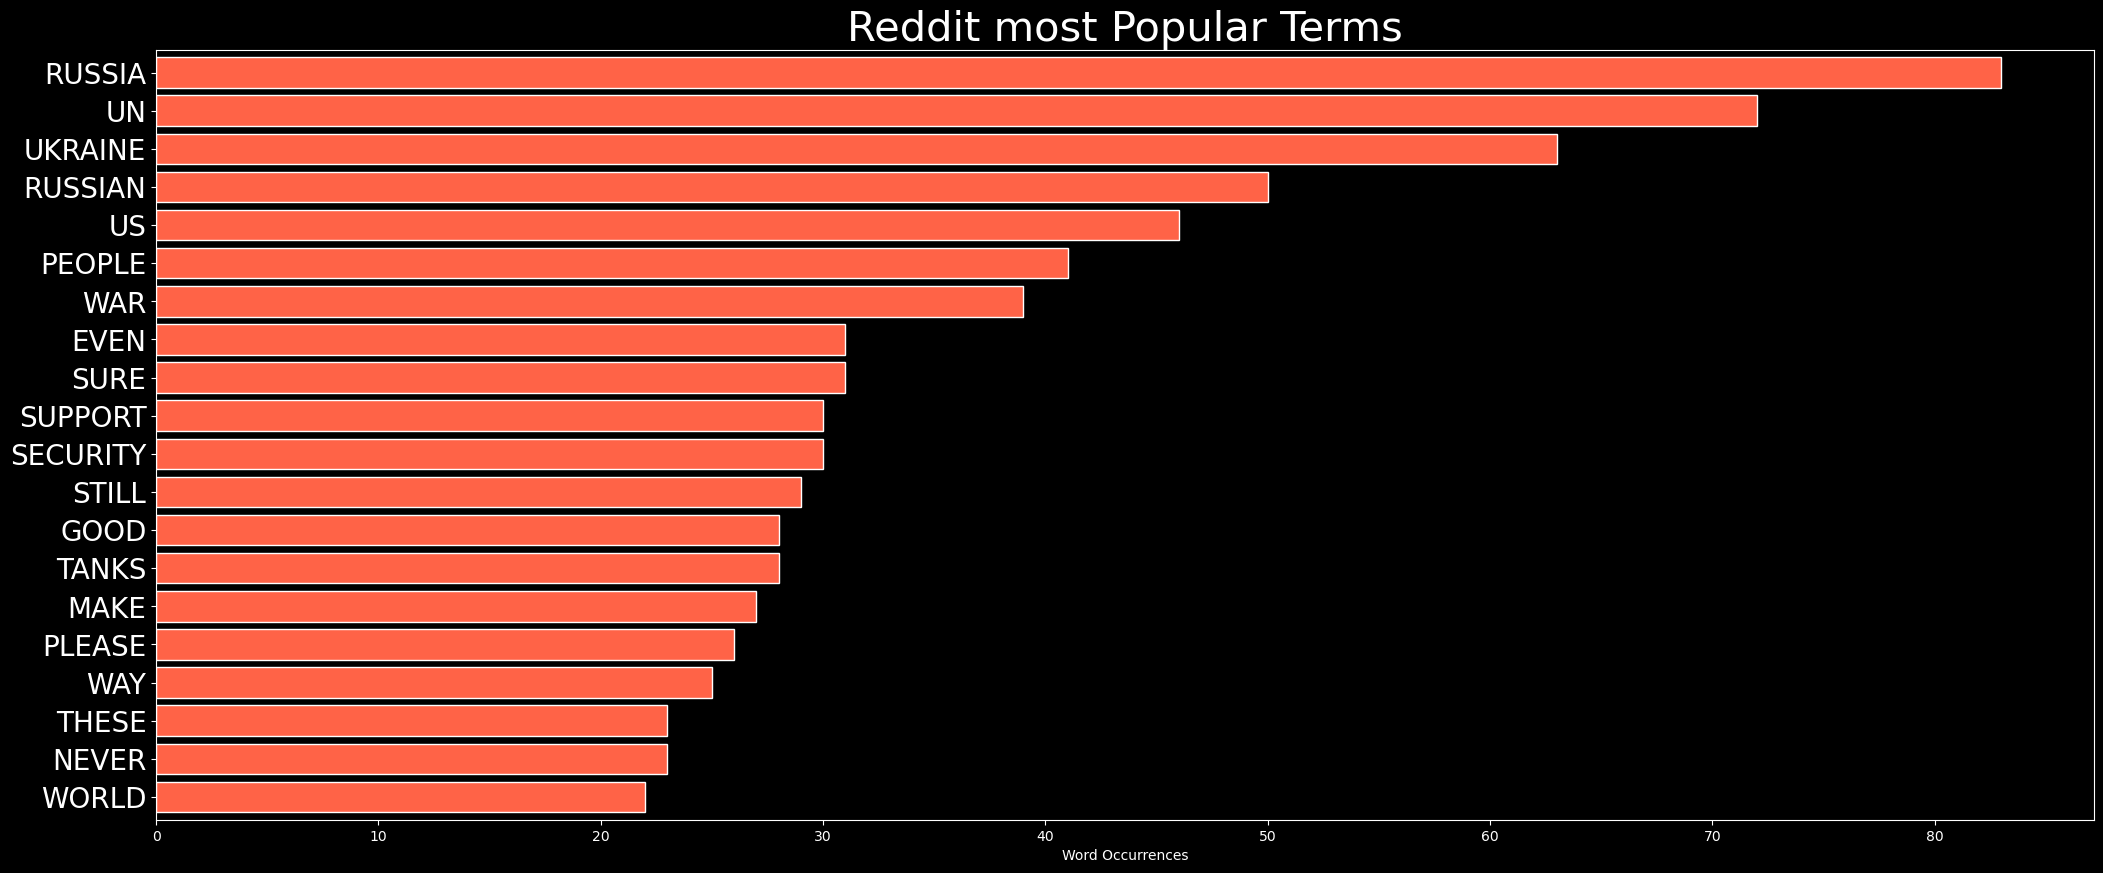 Reddit most Popular Terms
RUSSIA
UN
UKRAINE
RUSSIAN
US
PEOPLE
WAR
EVEN
SURE
SUPPORT
SECURITY
STILL
GOOD
TANKS
MAKE
PLEASE
WAY
THESE
NEVER
WORLD
0 10 20 30 40 50 60 70 80
Word Occurrences